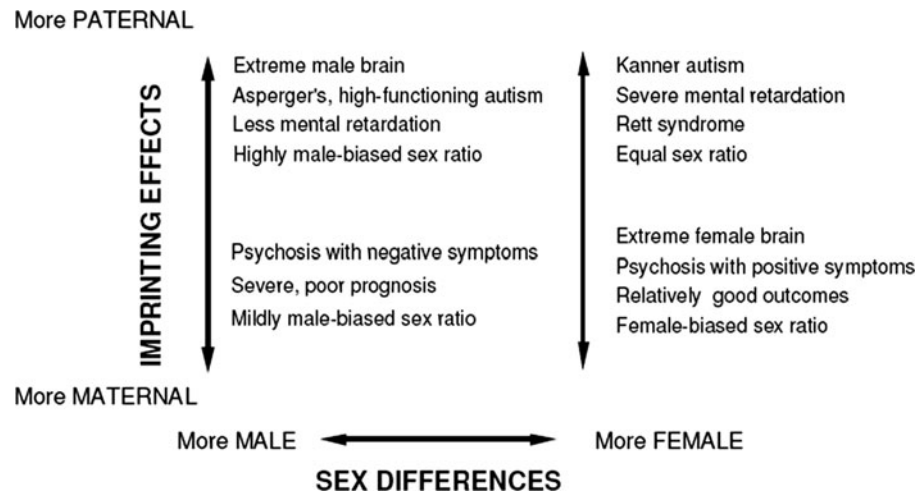 More PATERNAL
IMPRINTING EFFECTS
Extreme male brain
Asperger's, high-functioning autism
Less mental retardation
Highly male-biased sex ratio
Kanner autism
Severe mental retardation
Rett syndrome
Equal sex ratio
Psychosis with negative symptoms
Severe, poor prognosis
Mildly male-biased sex ratio
Extreme female brain
Psychosis with positive symptoms
Relatively good outcomes
Female-biased sex ratio
More MATERNAL
More MALE
More FEMALE
SEX DIFFERENCES